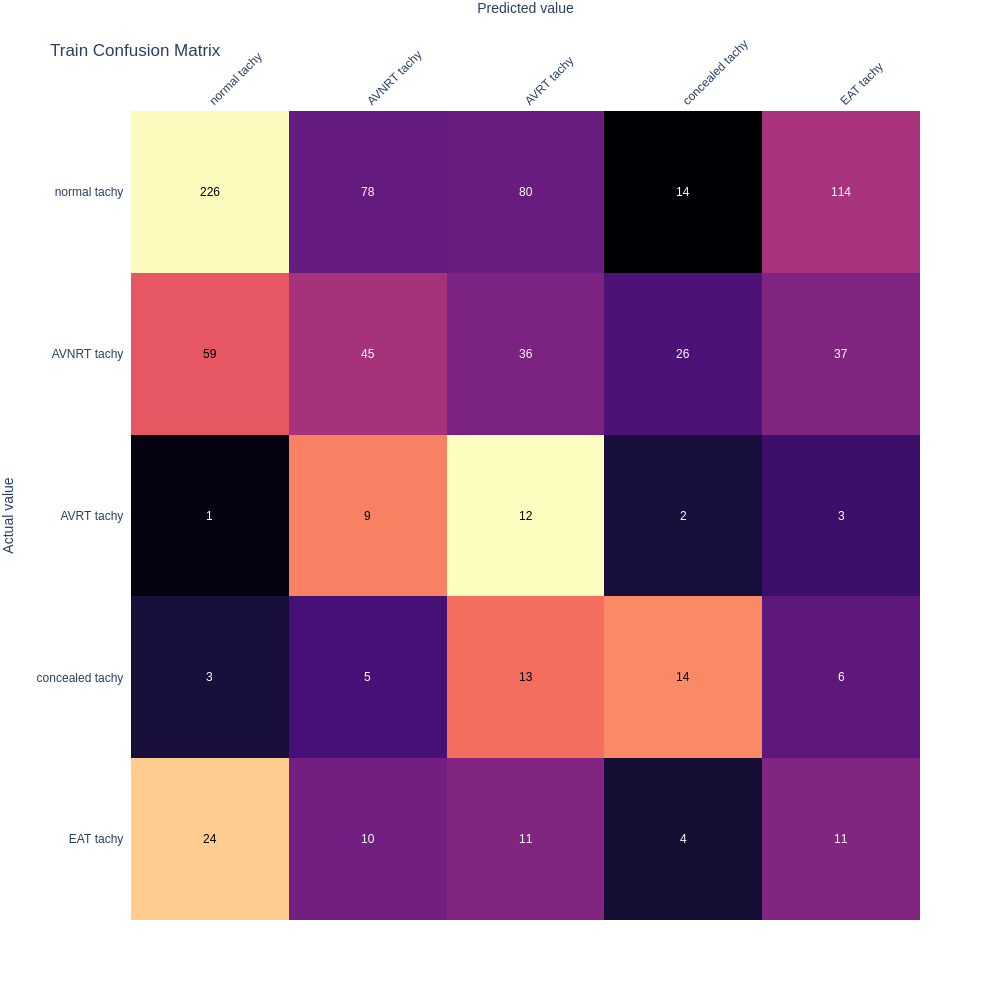 Predicted value
Train Confusion Matrix
normal tachy AVNRT tachy AVRT tachy concealed tachy EAT tachy
normal tachy 226 78 80 14 114
AVNRT tachy 59 45 36 26 37
Actual value
AVRT tachy 1 9 12 2 3
concealed tachy 3 5 13 14 6
EAT tachy 24 10 11 4 11